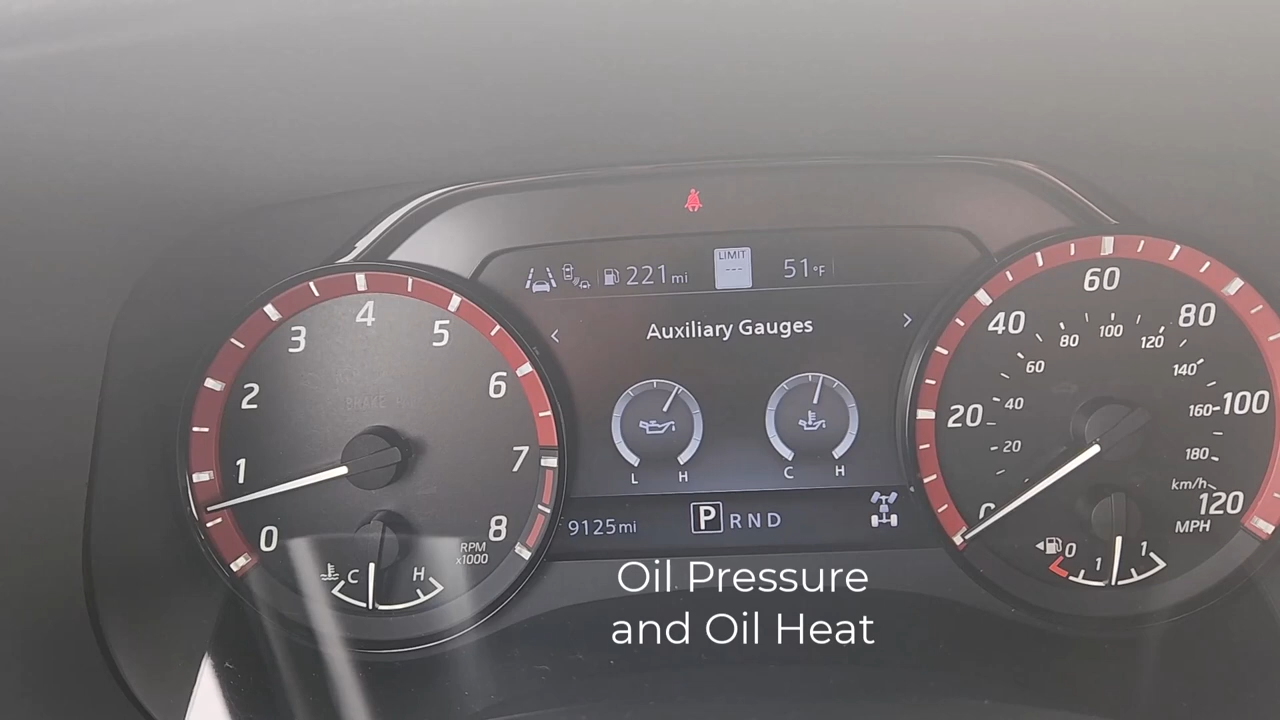 LIMIT
221 mi
---
51°F
Auxiliary Gauges
L H
C H
9125 mi
P R N D
0 1 2 3 4 5 6 7 8
RPM
x1000
C H
0 20 40 60 80 100 120
MPH
20 40 60 80 100 120 140 160 180
km/h
0 1 1
Oil Pressure
and Oil Heat